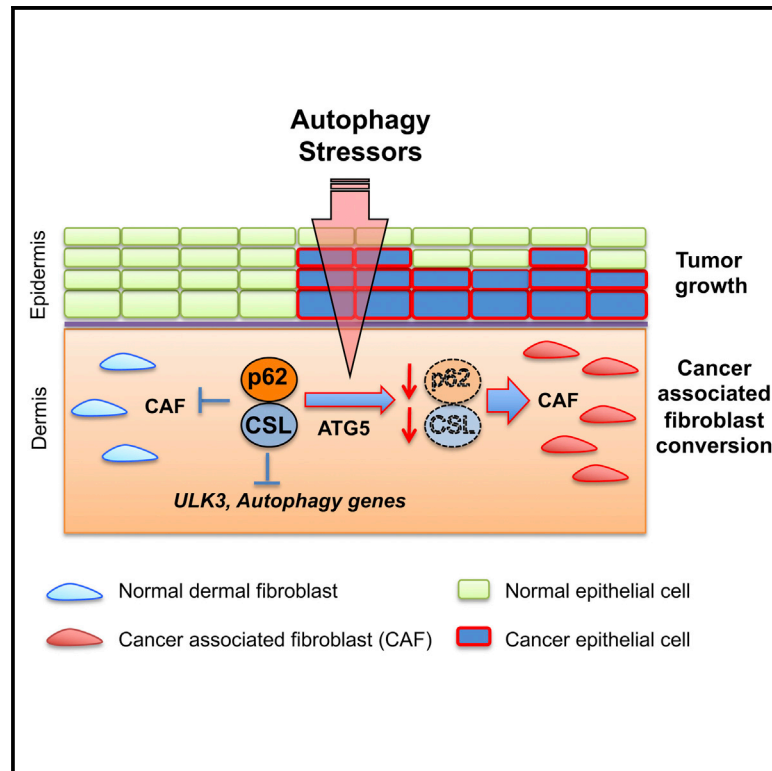 Autophagy
Stressors
Epidermis
Tumor
growth
Dermis
CAF
p62
CSL
ATG5
p62
CSL
CAF
Cancer
associated
fibroblast
conversion
ULK3, Autophagy genes
Normal dermal fibroblast
Normal epithelial cell
Cancer associated fibroblast (CAF)
Cancer epithelial cell